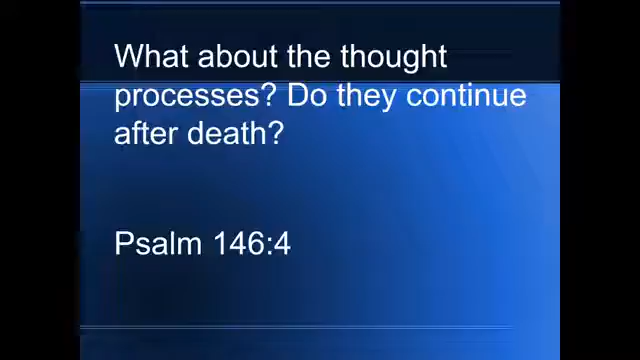 What about the thought
processes? Do they continue
after death?
Psalm 146:4